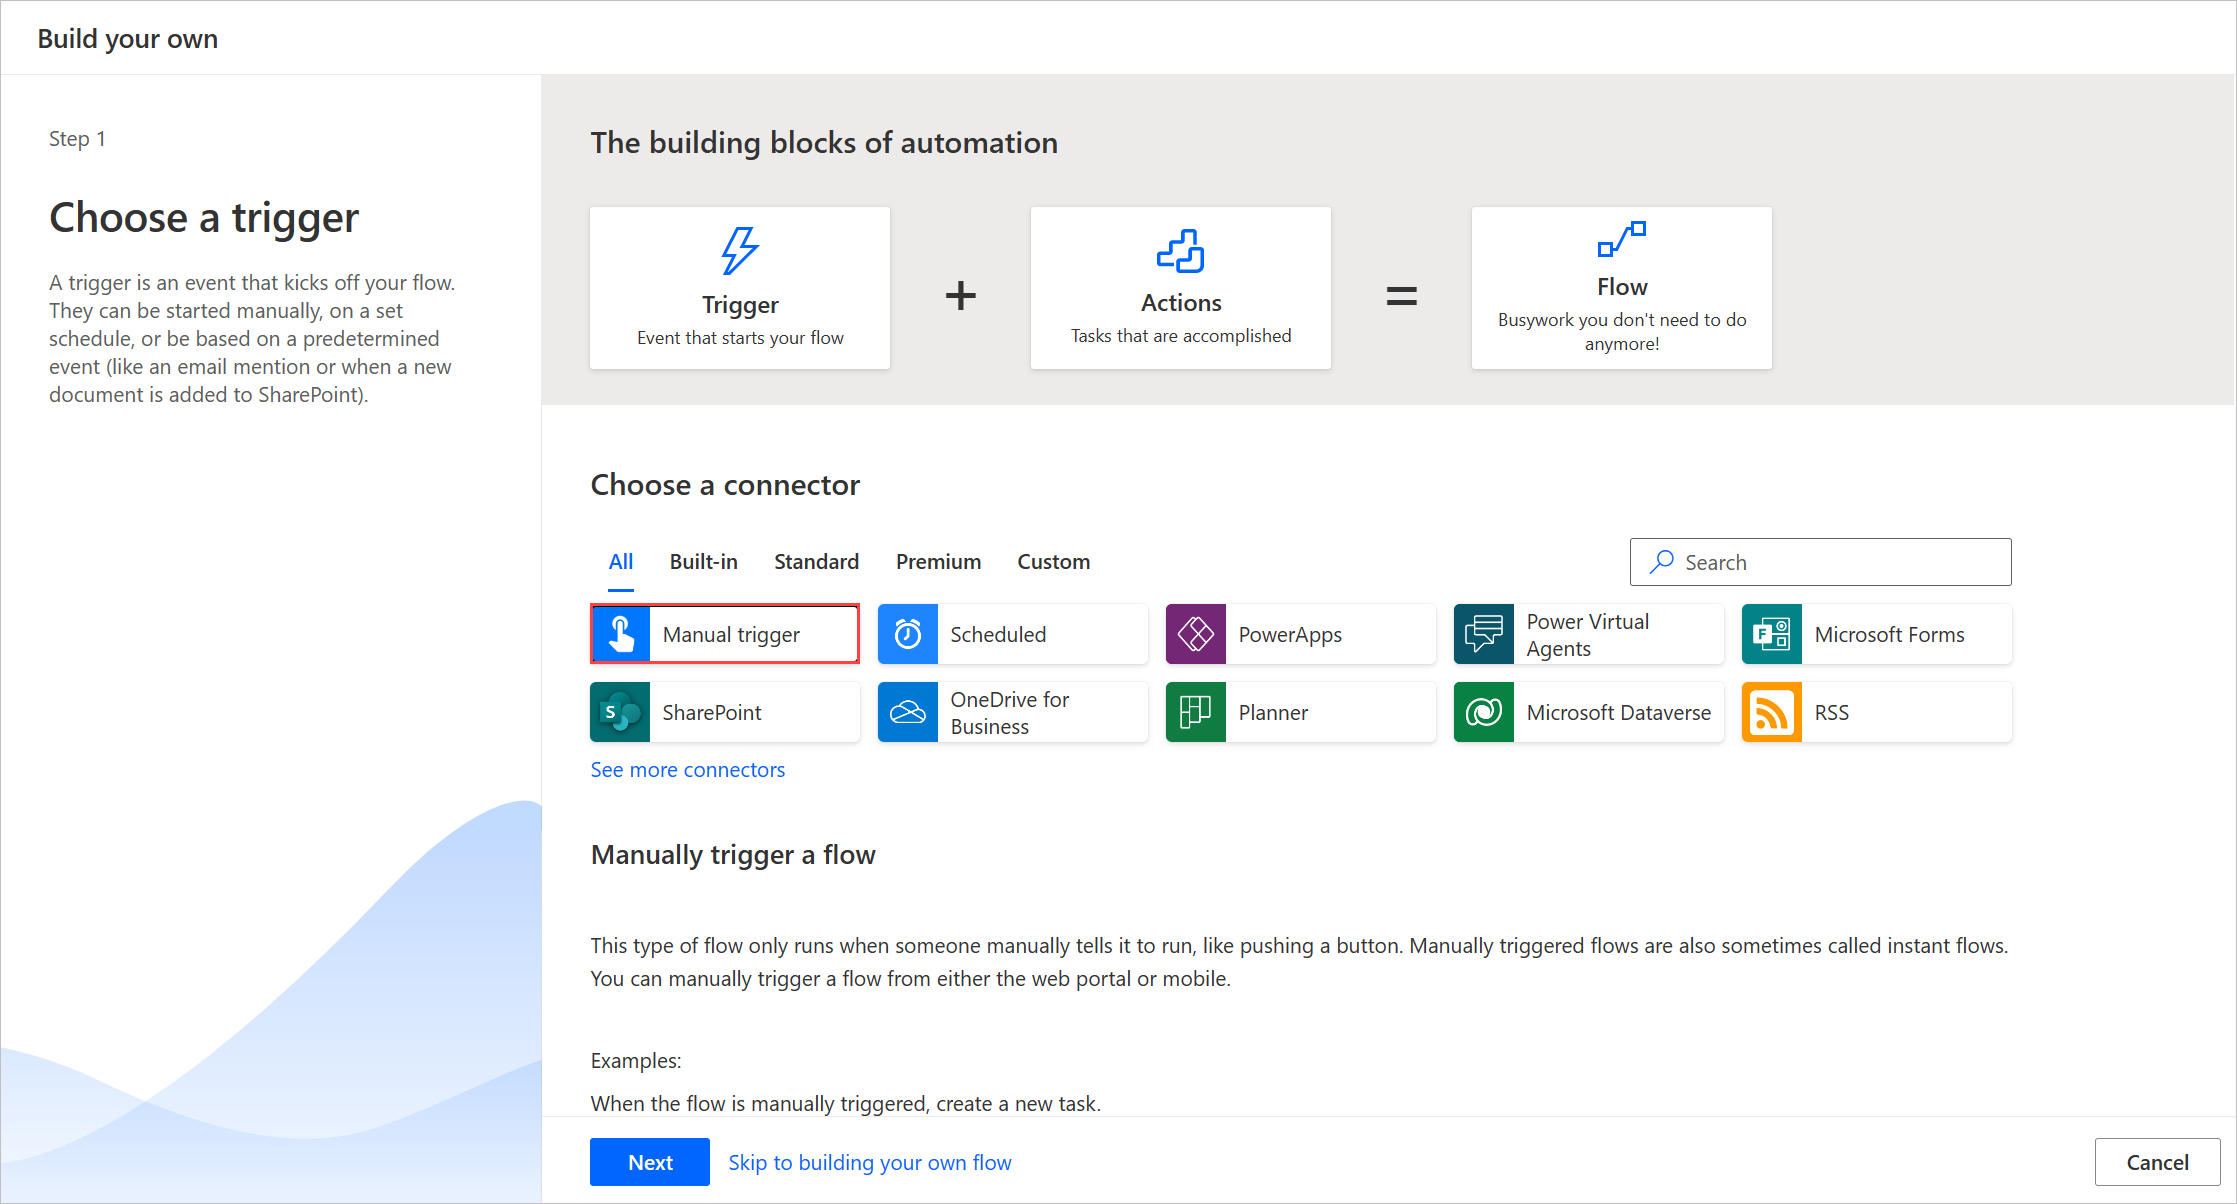 Build your own
Step 1
Choose a trigger
A trigger is an event that kicks off your flow.
They can be started manually, on a set
schedule, or be based on a predetermined
event (like an email mention or when a new
document is added to SharePoint).
The building blocks of automation
Trigger
Event that starts your flow
+
Actions
Tasks that are accomplished
=
Flow
Busywork you don't need to do
anymore!
Choose a connector
All Built-in Standard Premium Custom
Search
Manual trigger
Scheduled
PowerApps
Power Virtual
Agents
F
Microsoft Forms
S
SharePoint
OneDrive for
Business
Planner
Microsoft Dataverse
RSS
See more connectors
Manually trigger a flow
This type of flow only runs when someone manually tells it to run, like pushing a button. Manually triggered flows are also sometimes called instant flows.
You can manually trigger a flow from either the web portal or mobile.
Examples:
When the flow is manually triggered, create a new task.
Next
Skip to building your own flow
Cancel